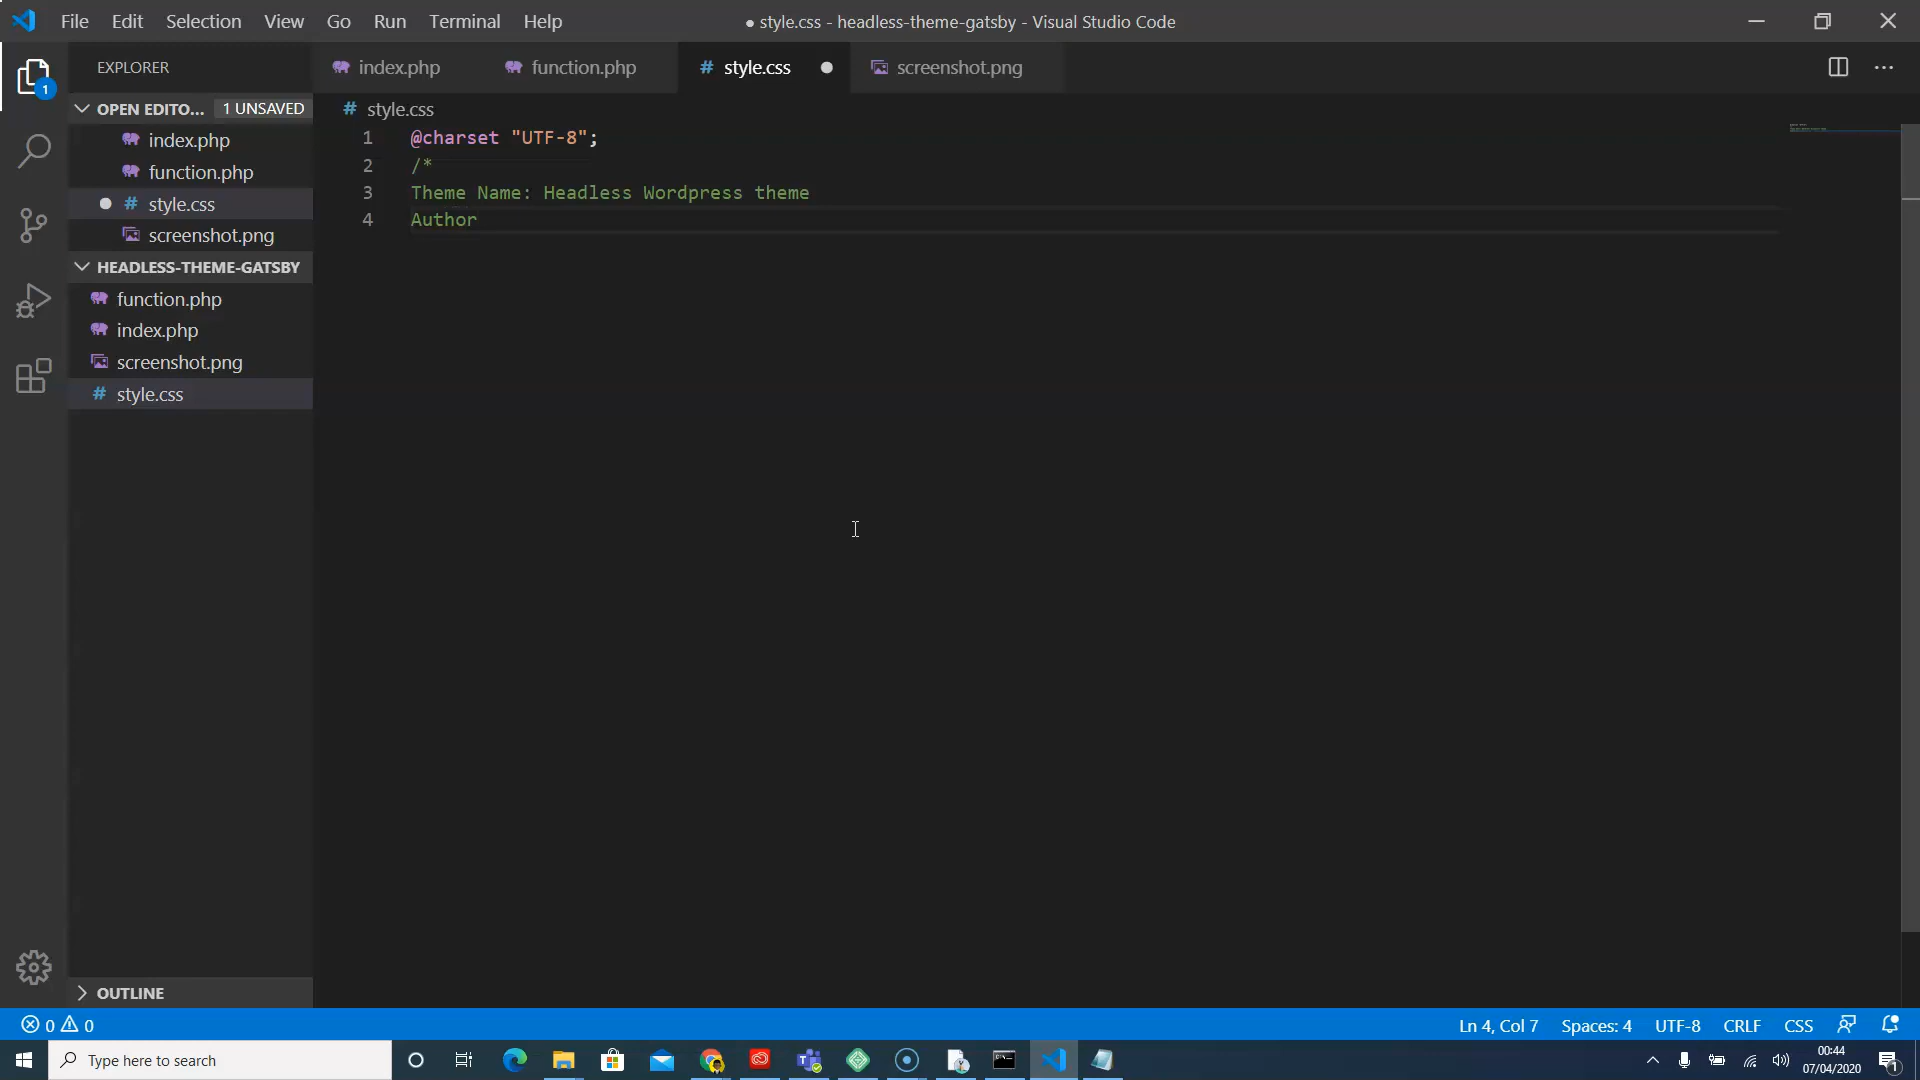 File Edit Selection View Go Run Terminal Help
● style.css - headless-theme-gatsby - Visual Studio Code
EXPLORER
index.php
function.php
# style.css
screenshot.png
OPEN EDITO... 1 UNSAVED
index.php
function.php
# style.css
screenshot.png
HEADLESS-THEME-GATSBY
function.php
index.php
screenshot.png
# style.css
OUTLINE
# style.css
1 @charset "UTF-8";
2 /*
3 Theme Name: Headless Wordpress theme
4 Author
0 0
Ln 4, Col 7 Spaces: 4 UTF-8 CRLF CSS
Type here to search
00:44
07/04/2020